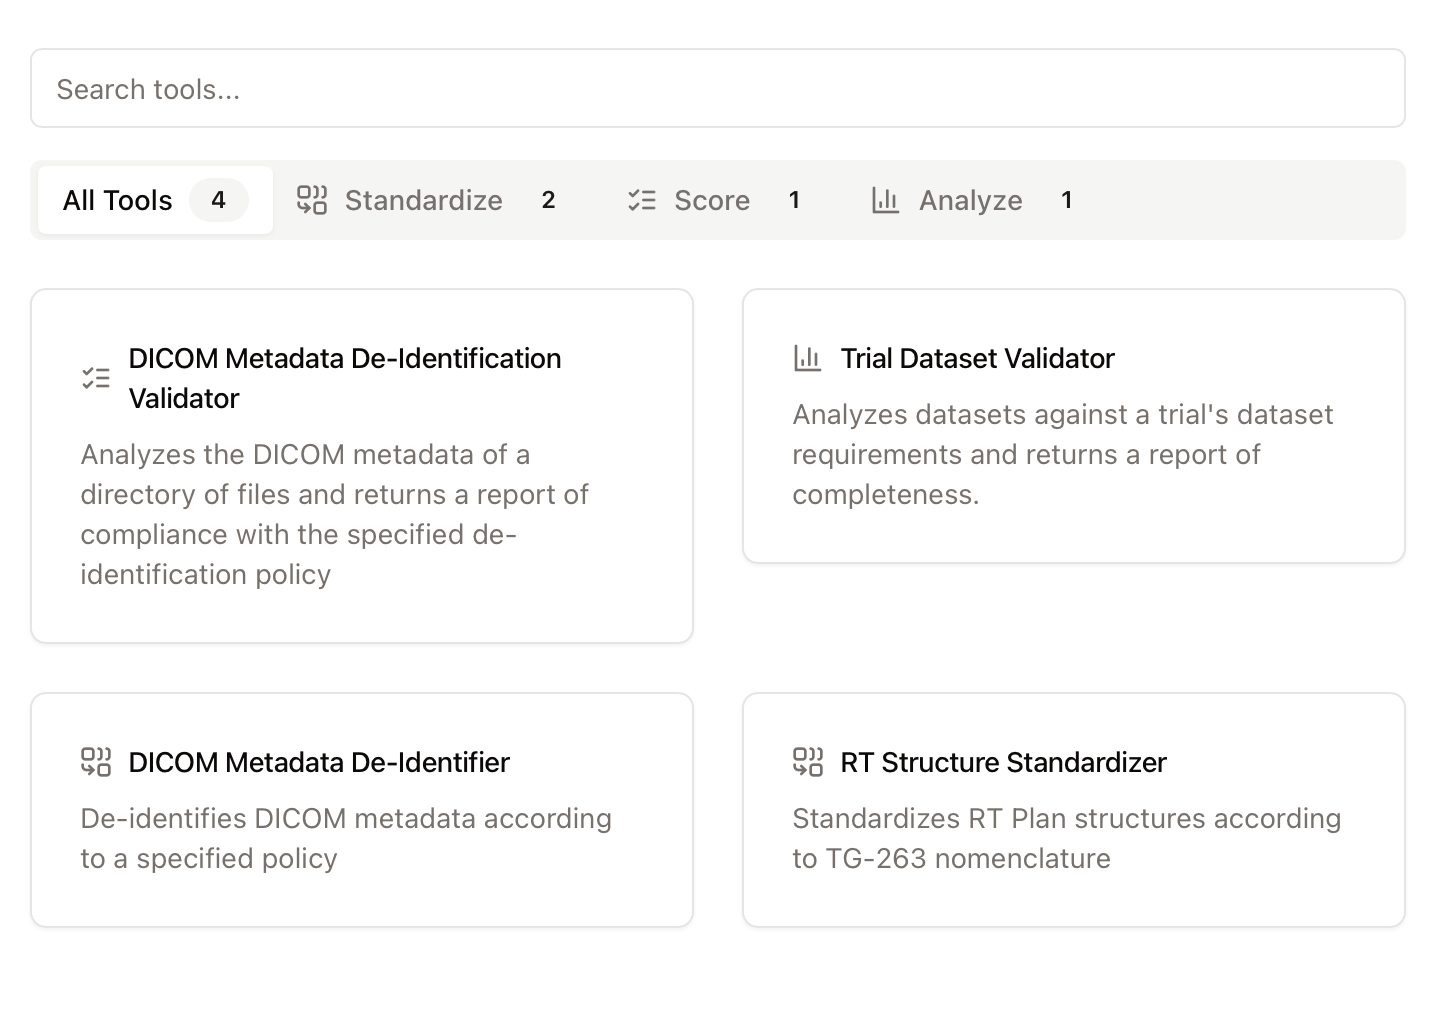 Search tools...
All Tools 4 Standardize 2 Score 1 Analyze 1
DICOM Metadata De-Identification
Validator
Analyzes the DICOM metadata of a
directory of files and returns a report of
compliance with the specified de-
identification policy
Trial Dataset Validator
Analyzes datasets against a trial's dataset
requirements and returns a report of
completeness.
DICOM Metadata De-Identifier
De-identifies DICOM metadata according
to a specified policy
RT Structure Standardizer
Standardizes RT Plan structures according
to TG-263 nomenclature